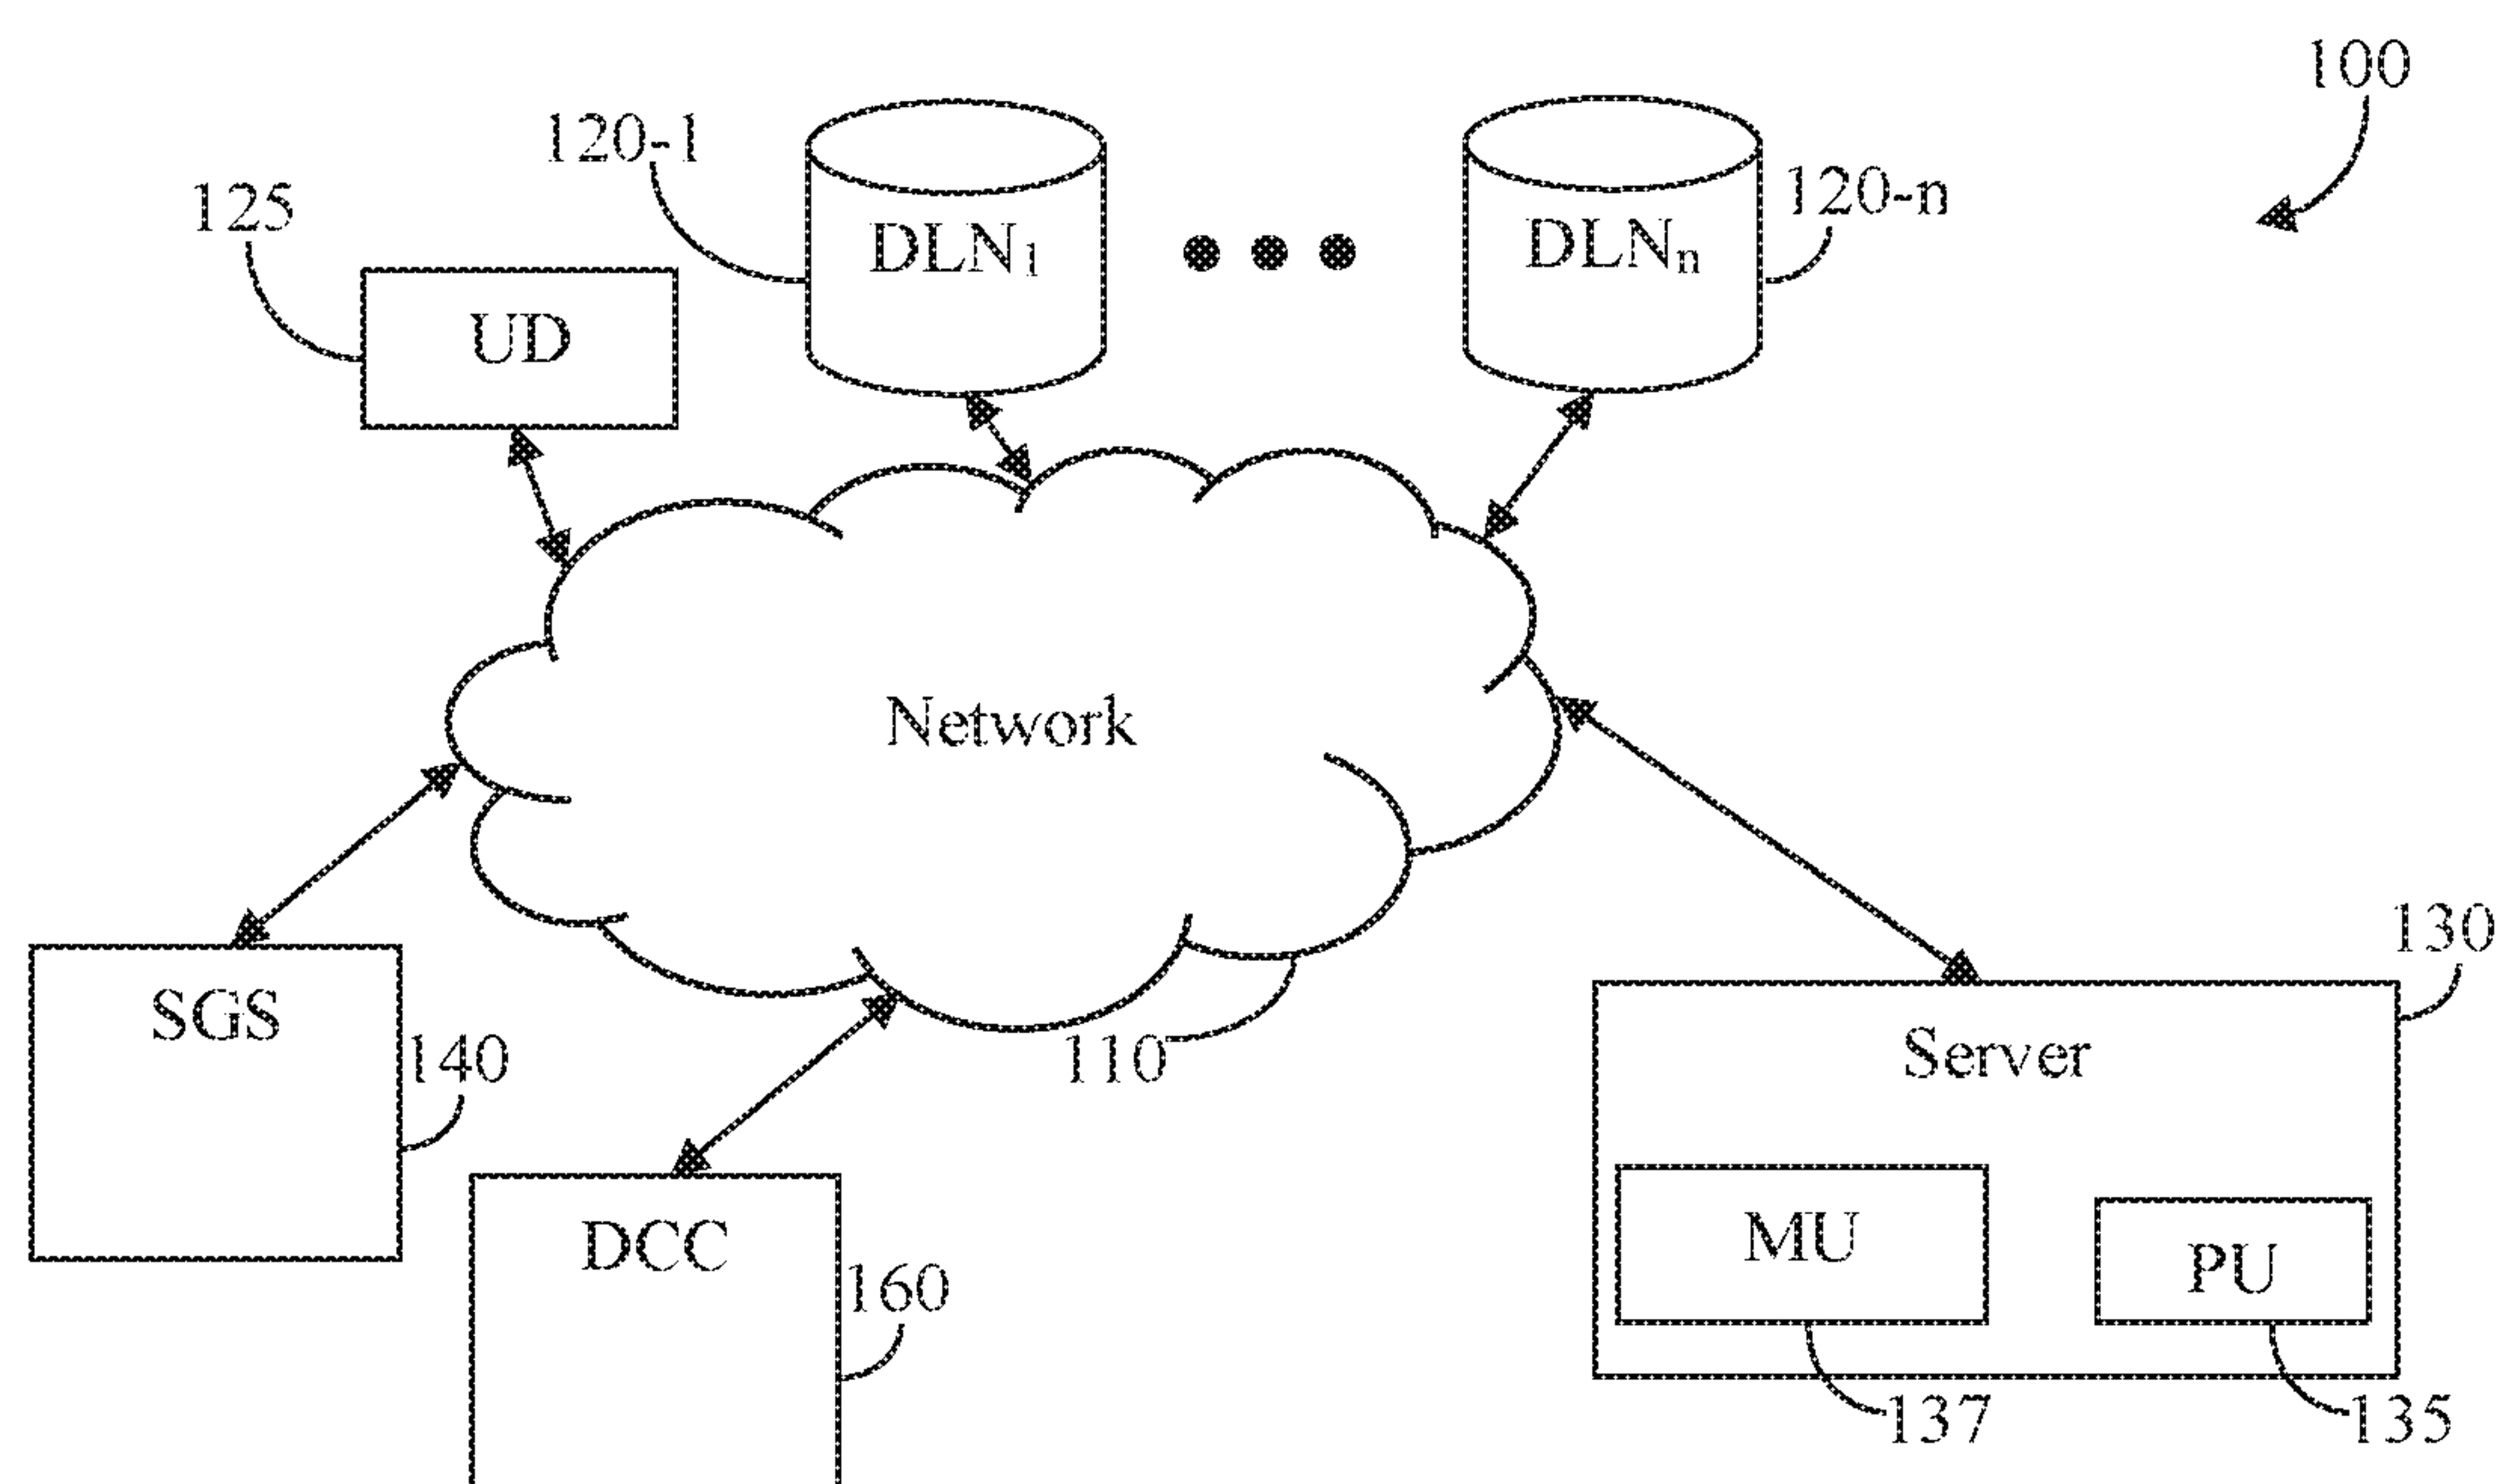 100
120-1
120-n
125
DLN1
DLNn
UD
Network
130
SGS
Server
140
110
DCC
MU
PU
160
137
135